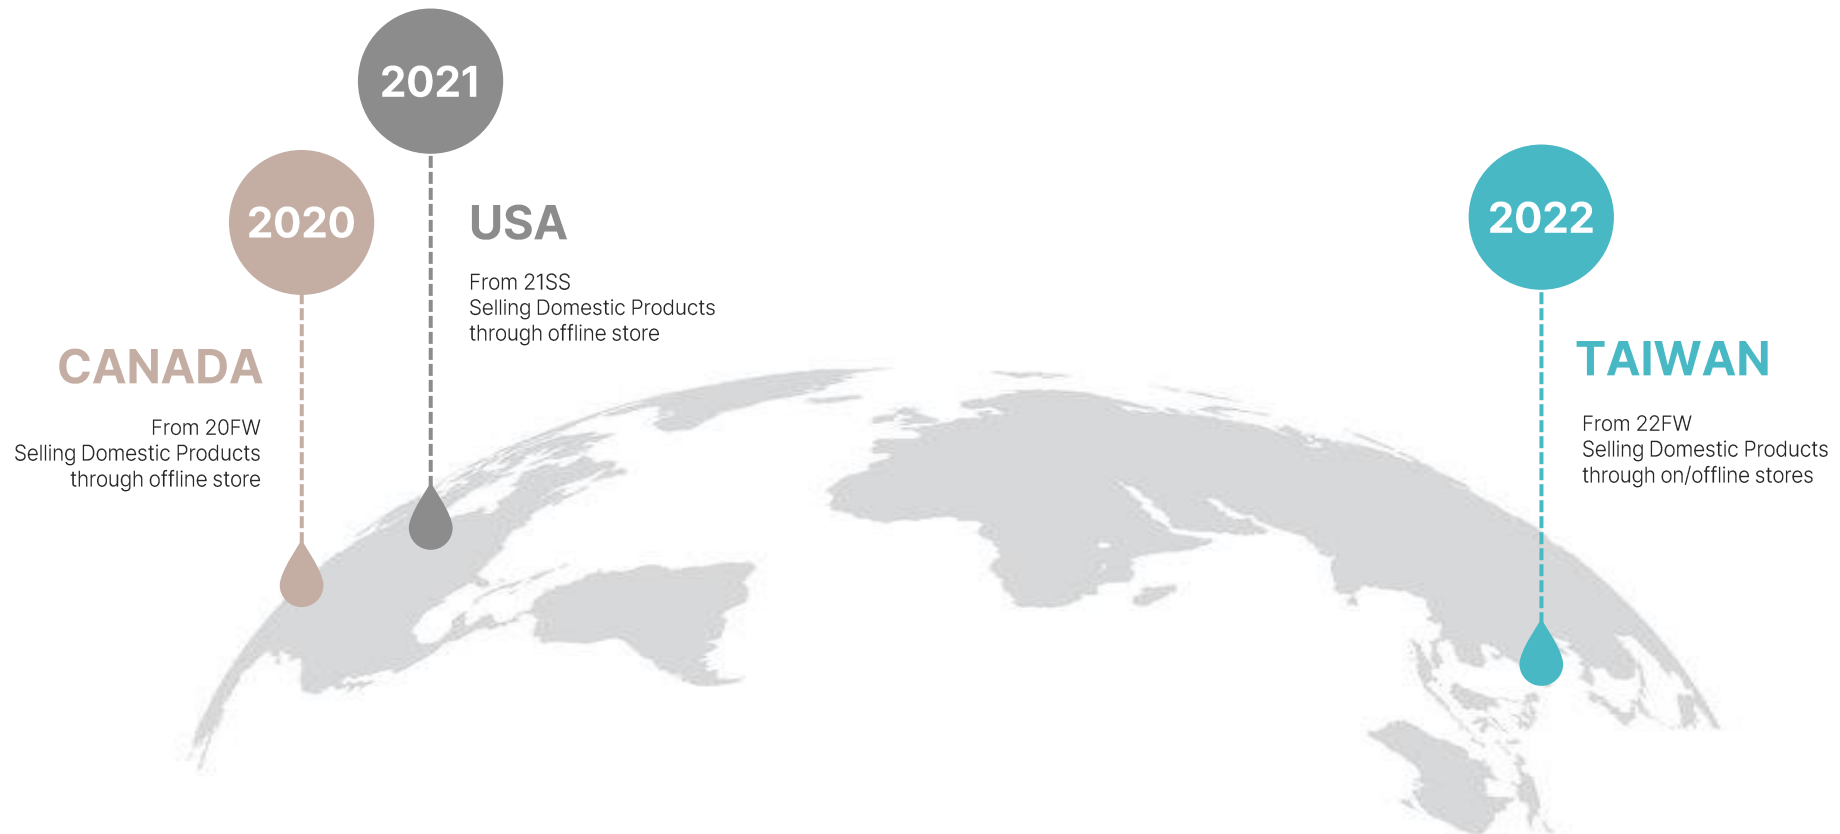 2020
CANADA
From 20FW
Selling Domestic Products
through offline store
2021
USA
From 21SS
Selling Domestic Products
through offline store
2022
TAIWAN
From 22FW
Selling Domestic Products
through on/offline stores